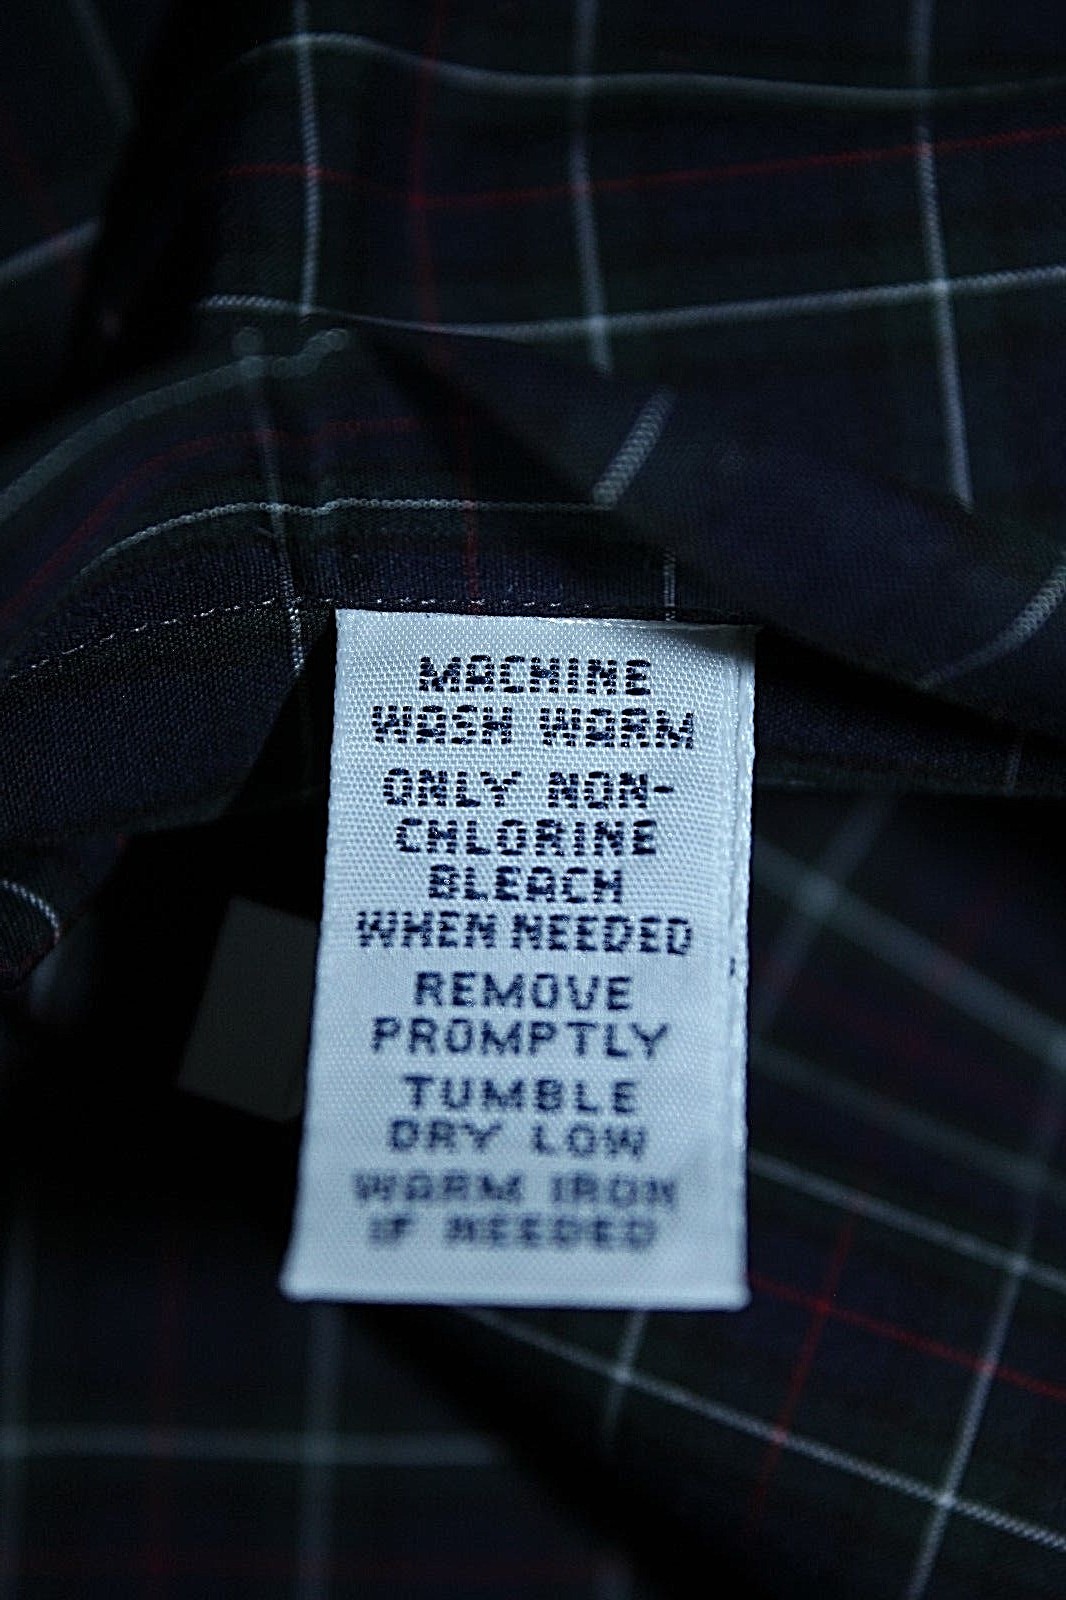 MACHINE
WASH WARM
ONLY NON-
CHLORINE
BLEACH
WHEN NEEDED
REMOVE
PROMPTLY
TUMBLE
DRY LOW
WARM IRON
IF NEEDED